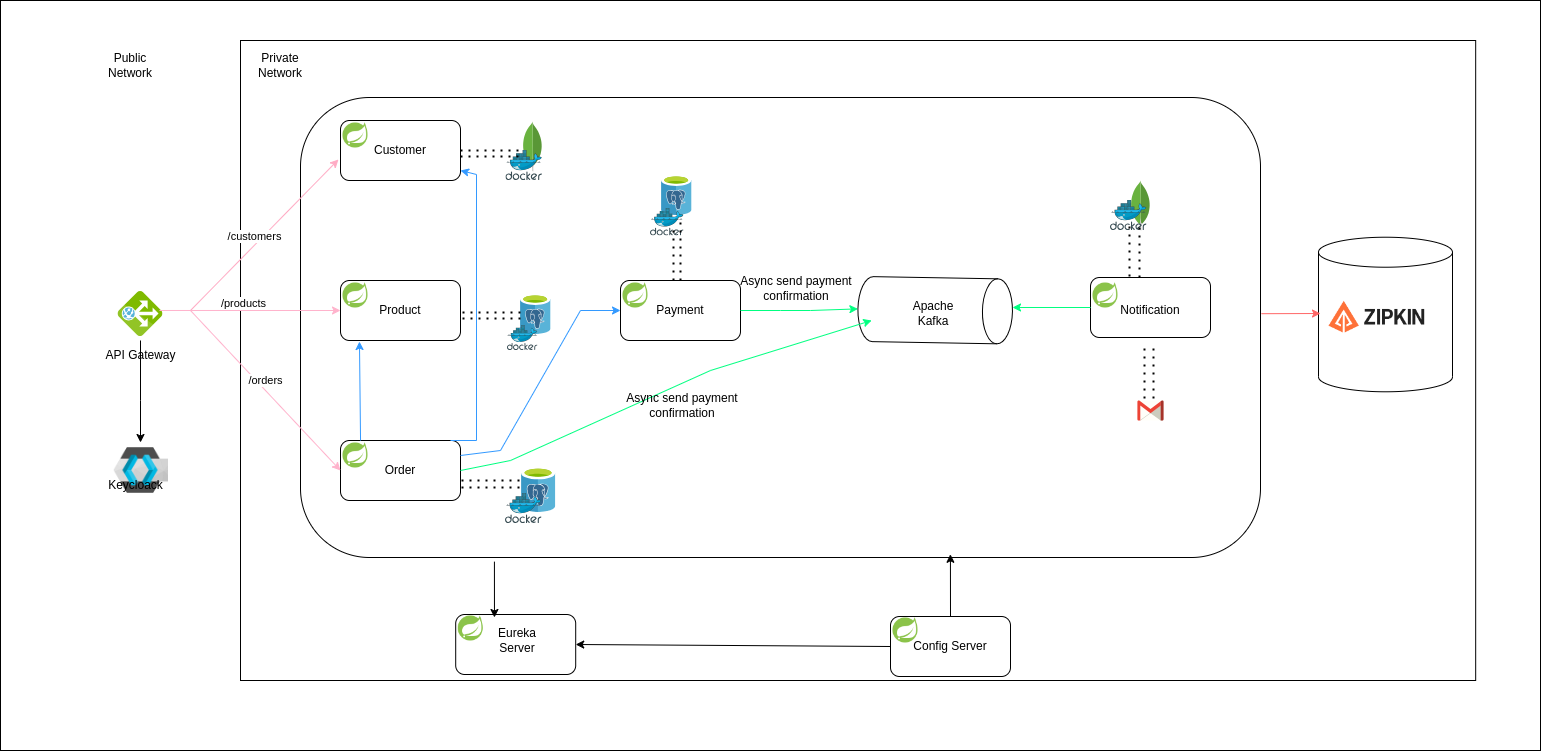 Public
Network
Private
Network
Customer
docker
/customers
docker
docker
/products
Product
docker
Payment
Async send payment
confirmation
Apache
Kafka
Notification
ZIPKIN
API Gateway
/orders
Async send payment
confirmation
Order
docker
Keycloack
Eureka
Server
Config Server